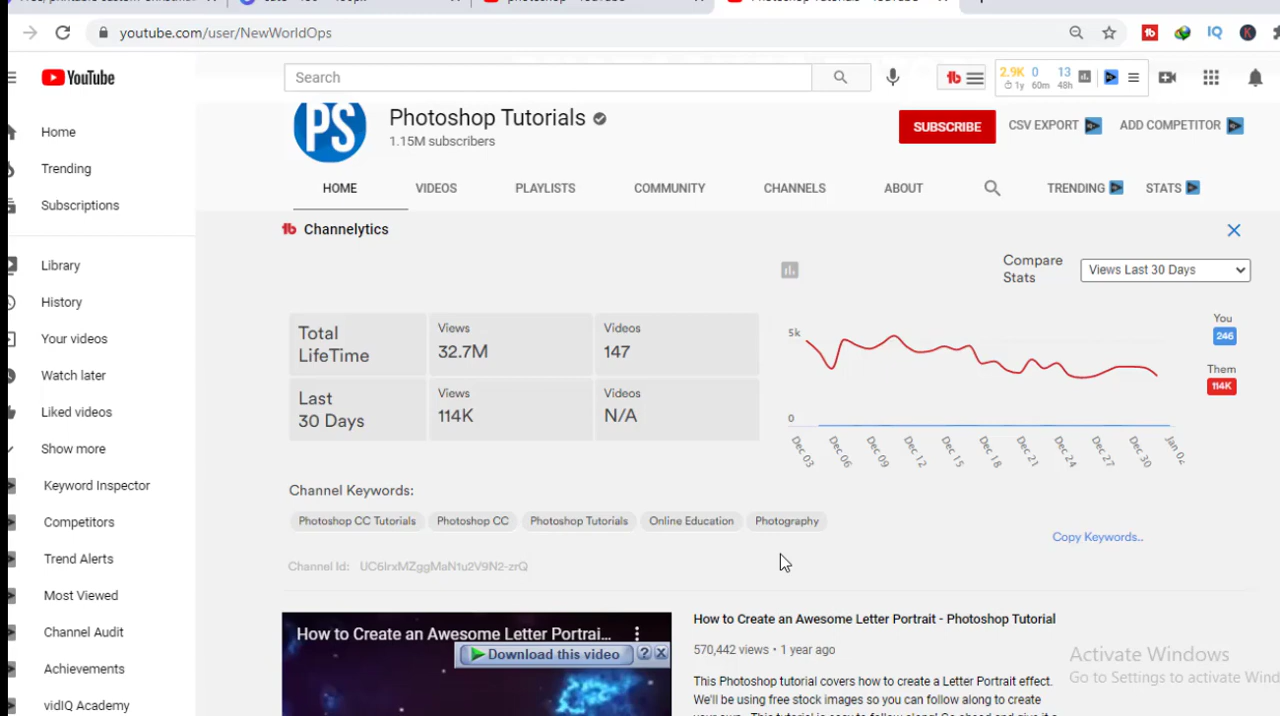 youtube.com/user/NewWorldOps
IQ
K
YouTube
Search
tb
2.9K 0 13
1y 60m 48h
Home
Trending
Subscriptions
Library
History
Your videos
Watch later
Liked videos
Show more
Keyword Inspector
Competitors
Trend Alerts
Most Viewed
Channel Audit
Achievements
vidIQ Academy
PS
Photoshop Tutorials
1.15M subscribers
SUBSCRIBE
CSV EXPORT
ADD COMPETITOR
HOME
VIDEOS
PLAYLISTS
COMMUNITY
CHANNELS
ABOUT
TRENDING
STATS
tb Channelytics
Compare
Stats
Views Last 30 Days
Total
LifeTime
Views
32.7M
Videos
147
Last
30 Days
Views
114K
Videos
N/A
5k
0
Dec 03
Dec 06
Dec 09
Dec 12
Dec 15
Dec 18
Dec 21
Dec 24
Dec 27
Dec 30
You
246
Them
114K
Channel Keywords:
Photoshop CC Tutorials
Photoshop CC
Photoshop Tutorials
Online Education
Photography
Copy Keywords..
Channel Id:
How to Create an Awesome Letter Portrai...
Download this video
?
X
How to Create an Awesome Letter Portrait - Photoshop Tutorial
570,442 views • 1 year ago
This Photoshop tutorial covers how to create a Letter Portrait effect.
We'll be using free stock images so you can follow along to create
Activate Windows
Go to Settings to activate Wind